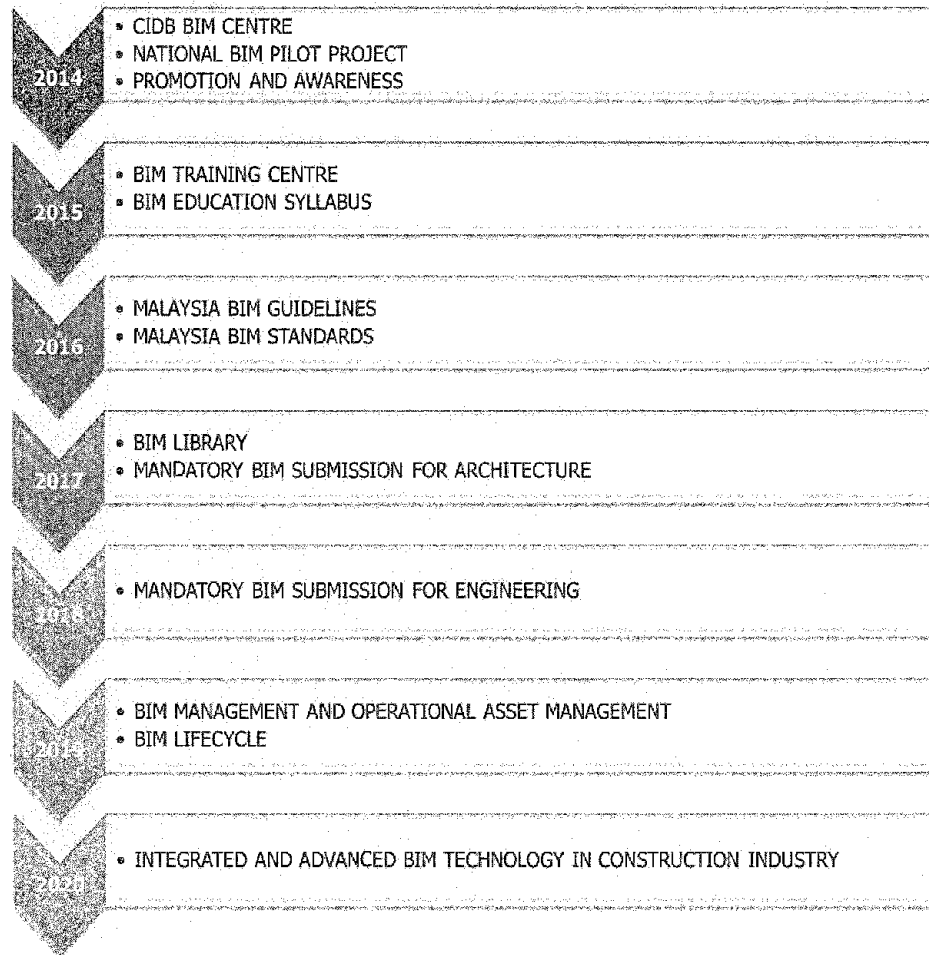 2014
• CIDB BIM CENTRE
• NATIONAL BIM PILOT PROJECT
• PROMOTION AND AWARENESS
2015
• BIM TRAINING CENTRE
• BIM EDUCATION SYLLABUS
2016
• MALAYSIA BIM GUIDELINES
• MALAYSIA BIM STANDARDS
2017
• BIM LIBRARY
• MANDATORY BIM SUBMISSION FOR ARCHITECTURE
2018
• MANDATORY BIM SUBMISSION FOR ENGINEERING
2019
• BIM MANAGEMENT AND OPERATIONAL ASSET MANAGEMENT
• BIM LIFECYCLE
2020
• INTEGRATED AND ADVANCED BIM TECHNOLOGY IN CONSTRUCTION INDUSTRY